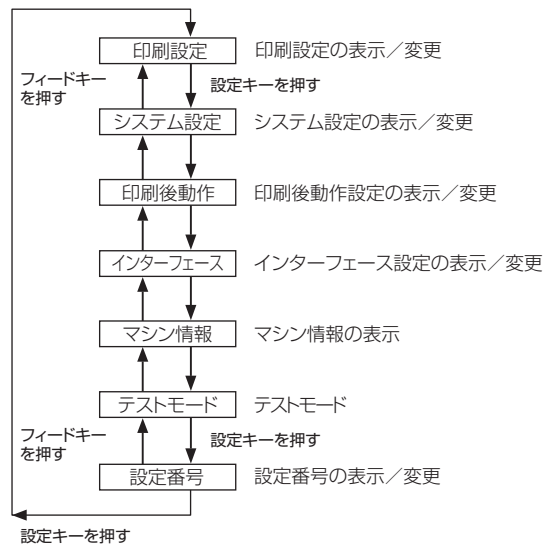 印刷設定 印刷設定の表示／変更
フィードキー
を押す
設定キーを押す
システム設定 システム設定の表示／変更
印刷後動作 印刷後動作設定の表示／変更
インターフェース インターフェース設定の表示／変更
マシン情報 マシン情報の表示
テストモード テストモード
フィードキー
を押す
設定キーを押す
設定番号 設定番号の表示／変更
設定キーを押す